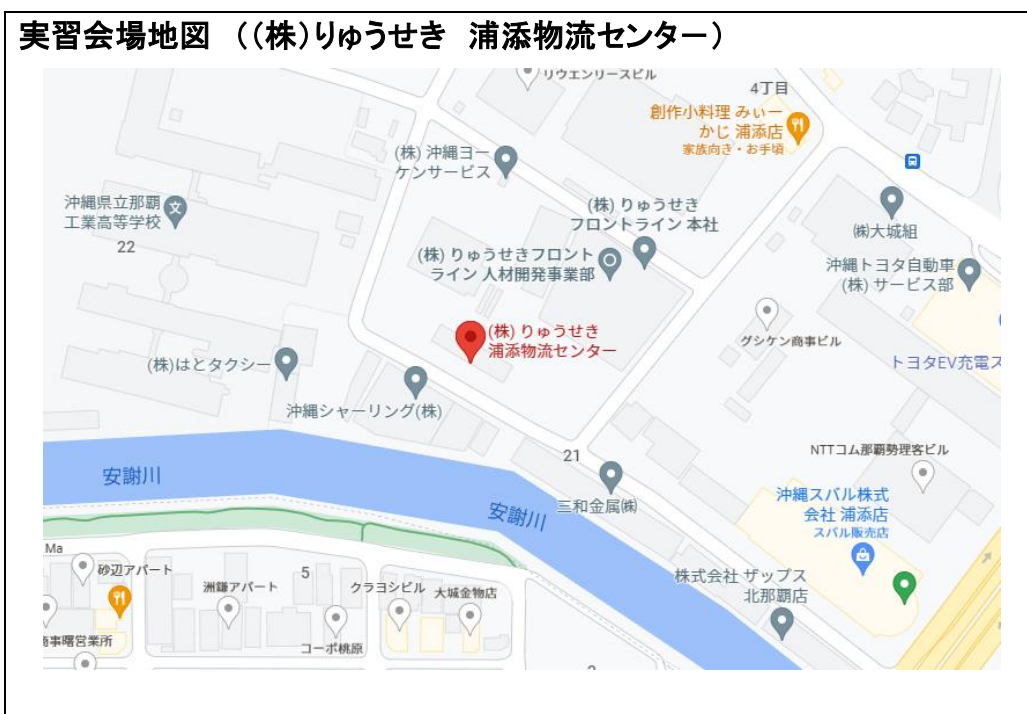 実習会場地図 （(株)りゅうせき 浦添物流センター）
リウエンリースビル
4丁目
創作小料理 みぃー
かじ 浦添店
家族向き・お手頃
(株) 沖縄ヨー
ケンサービス
沖縄県立那覇
工業高等学校
22
(株) りゅうせき
フロントライン 本社
㈱大城組
(株) りゅうせきフロント
ライン 人材開発事業部
沖縄トヨタ自動車
(株) サービス部
(株) りゅうせき
浦添物流センター
グシケン商事ビル
(株)はとタクシー
トヨタEV充電ス
沖縄シャーリング(株)
21
NTTコム那覇勢理客ビル
安謝川
三和金属㈱
沖縄スバル株式
会社 浦添店
スバル販売店
安謝川
Ma
砂辺アパート
5
洲鎌アパート
クラヨシビル
大城金物店
株式会社 ザップス
北那覇店
商事曙営業所
コーポ桃原